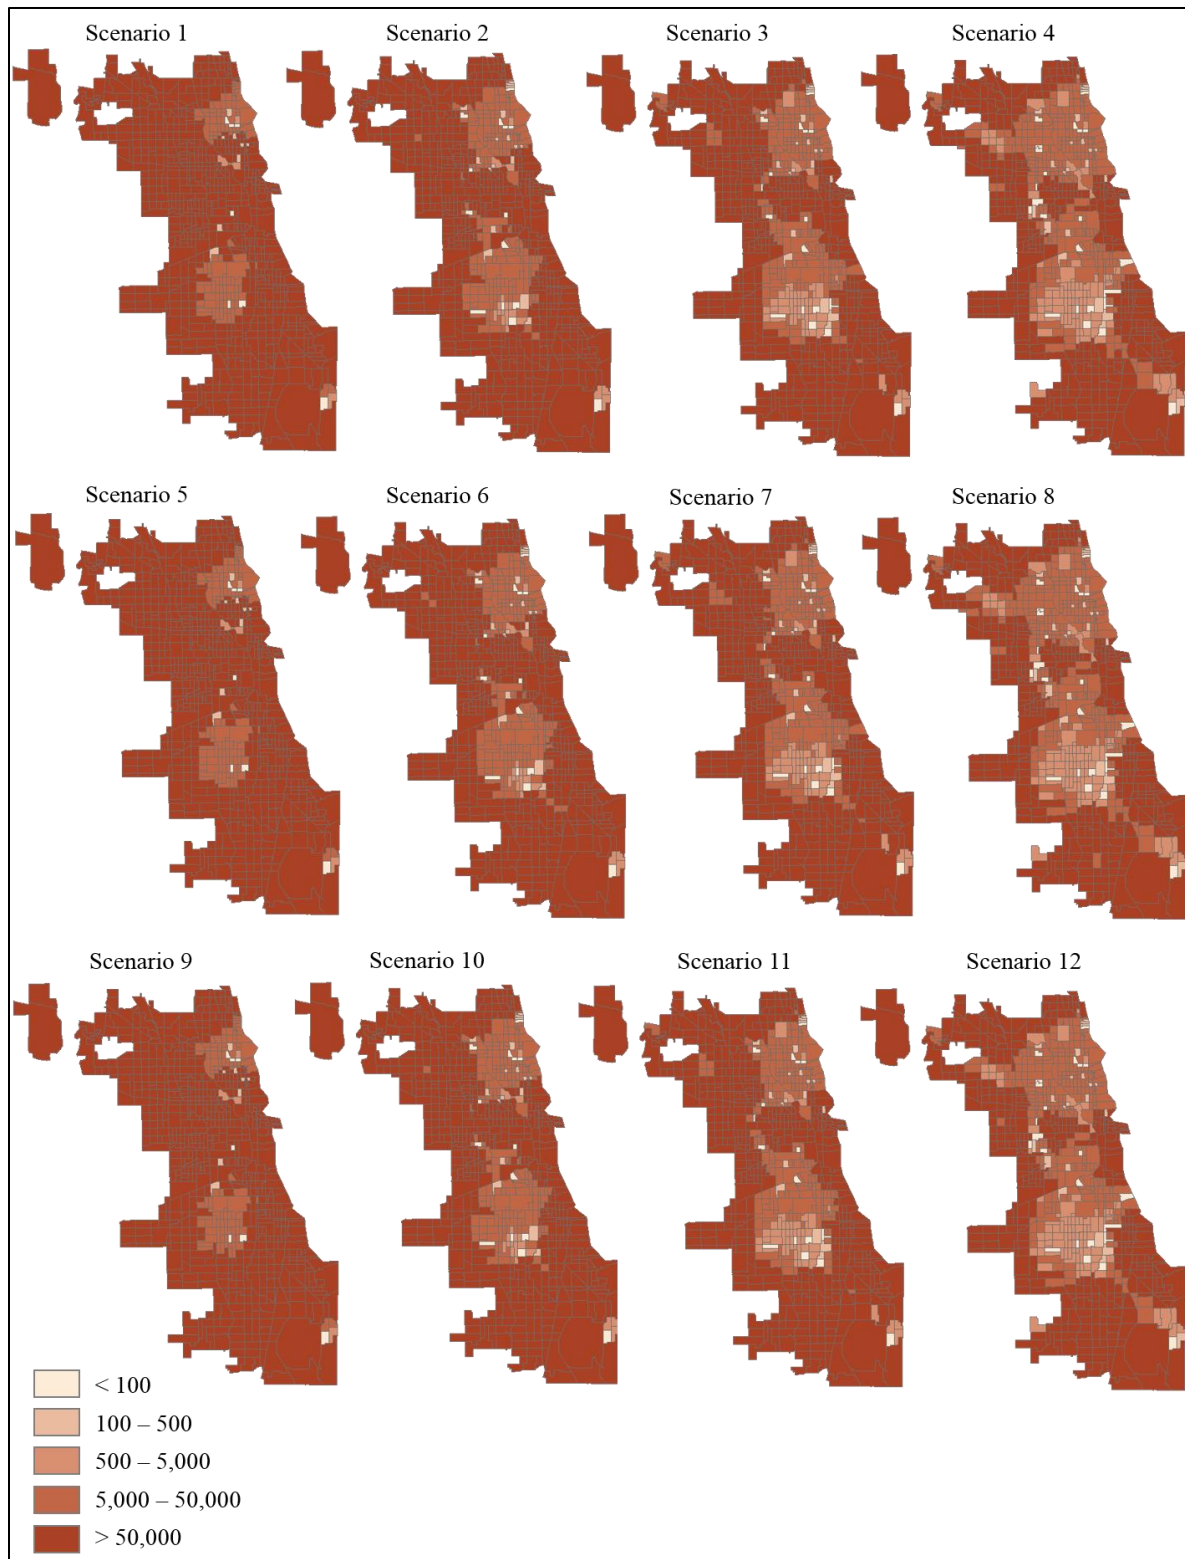 Scenario 1
Scenario 2
Scenario 3
Scenario 4
Scenario 5
Scenario 6
Scenario 7
Scenario 8
Scenario 9
Scenario 10
Scenario 11
Scenario 12
< 100
100 – 500
500 – 5,000
5,000 – 50,000
> 50,000